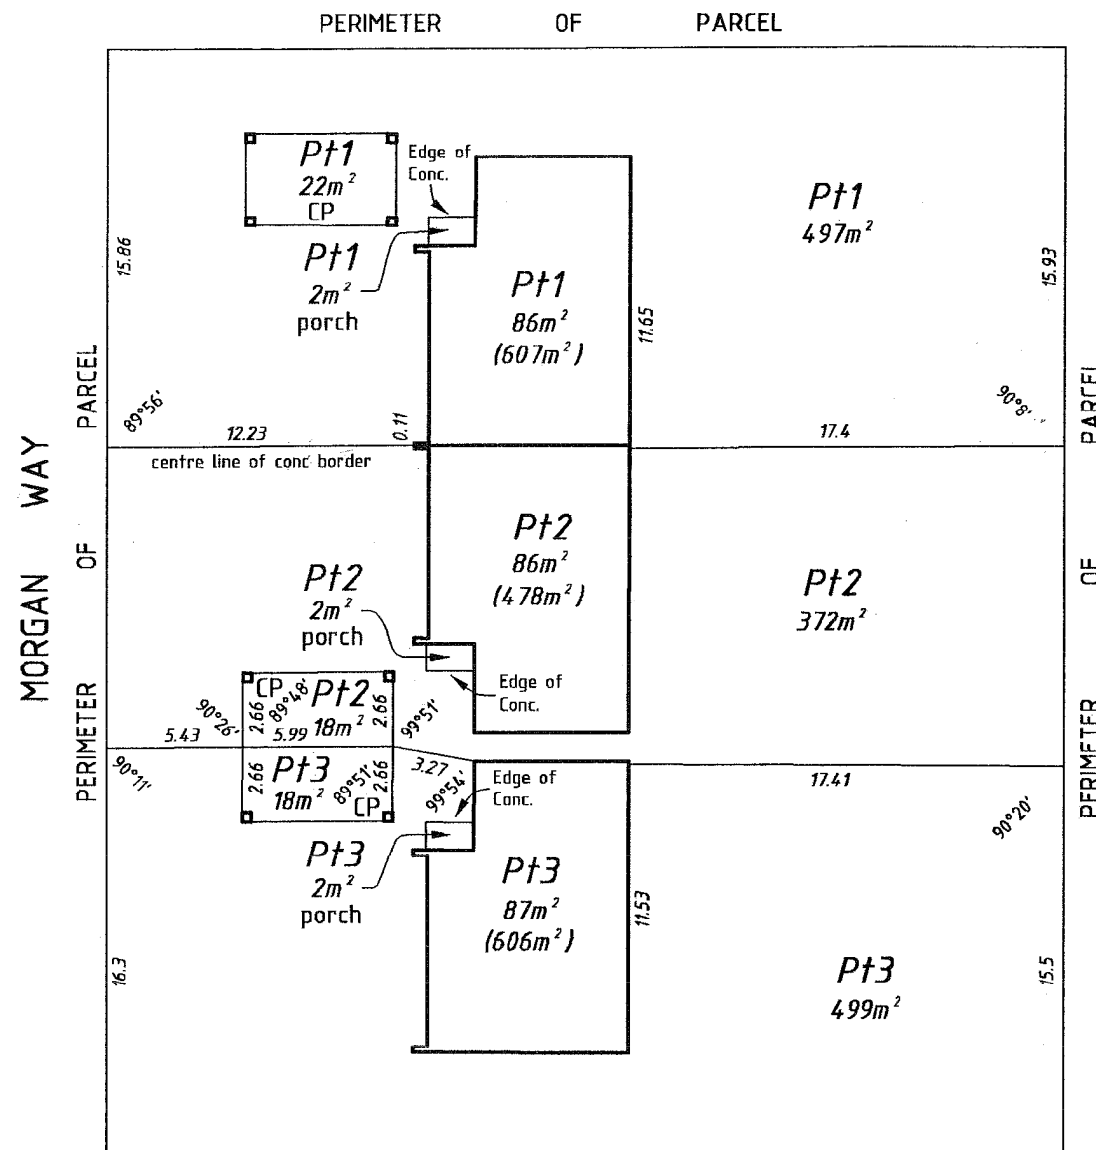 PERIMETER OF PARCEL
Pt1
22m²
CP
Edge of
Conc.
Pt1
2m²
porch
Pt1
86m²
(607m²)
Pt1
497m²
15.86
11.65
15.93
PARCEL
PARCEL
89°56'
12.23
0.11
17.4
90°8'
centre line of conc border
MORGAN WAY
OF
OF
Pt2
86m²
(478m²)
Pt2
2m²
porch
Pt2
372m²
Edge of
Conc.
PERIMETER
PERIMETER
CP
Pt2
18m²
2.66
89°48'
2.66
90°26'
99°51'
5.43
5.99
90°11'
Pt3
18m²
CP
2.66
89°51'
2.66
3.27
99°54'
Edge of
Conc.
17.41
90°20'
Pt3
2m²
porch
Pt3
87m²
(606m²)
11.53
Pt3
499m²
16.3
15.5